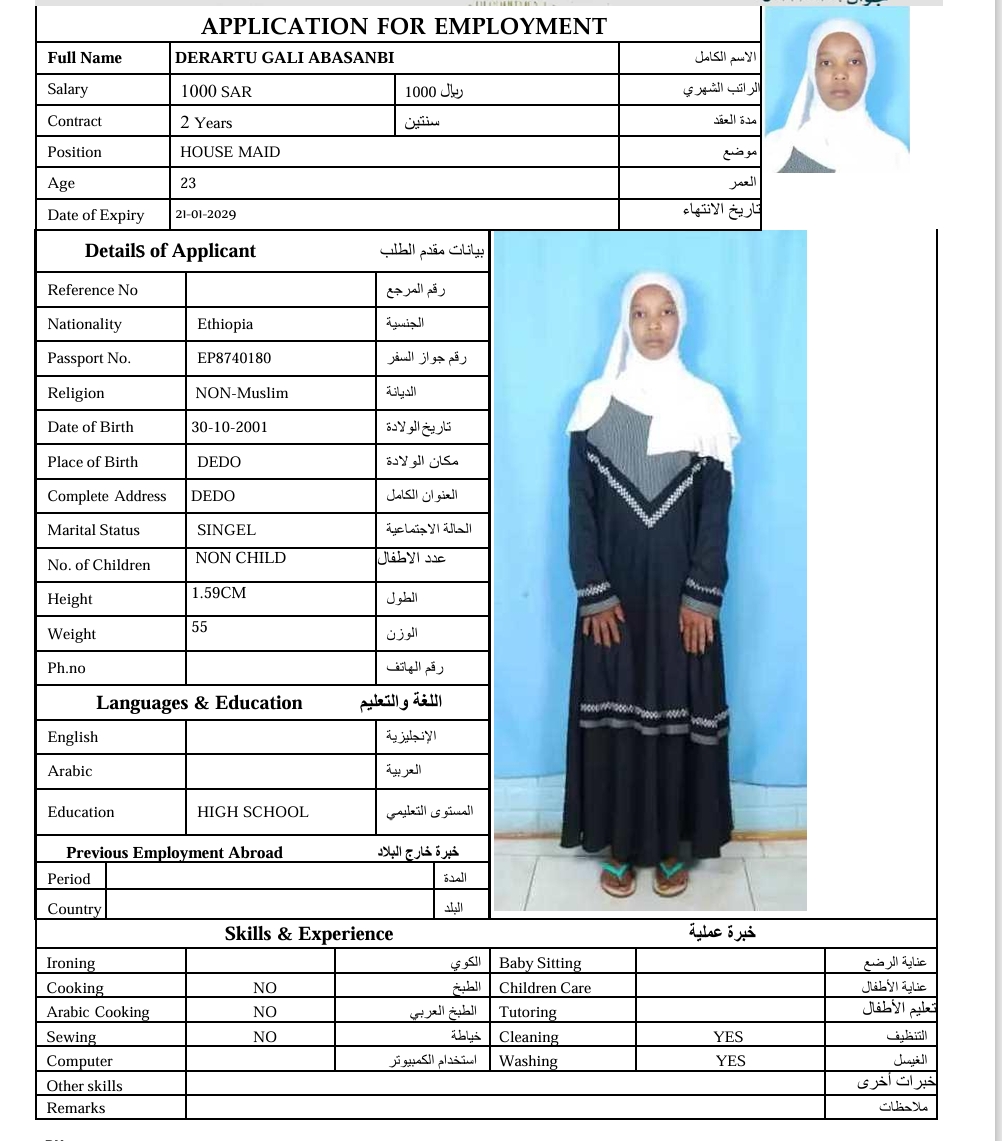 APPLICATION FOR EMPLOYMENT
Full Name DERARTU GALI ABASANBI الاسم الكامل
Salary 1000 SAR 1000 ريال الراتب الشهري
Contract 2 Years سنتين مدة العقد
Position HOUSE MAID موضع
Age 23 العمر
Date of Expiry 21-01-2029 تاريخ الانتهاء
Details of Applicant بيانات مقدم الطلب
Reference No رقم المرجع
Nationality Ethiopia الجنسية
Passport No. EP8740180 رقم جواز السفر
Religion NON-Muslim الديانة
Date of Birth 30-10-2001 تاريخ الولادة
Place of Birth DEDO مكان الولادة
Complete Address DEDO العنوان الكامل
Marital Status SINGEL الحالة الاجتماعية
No. of Children NON CHILD عدد الاطفال
Height 1.59CM الطول
Weight 55 الوزن
Ph.no رقم الهاتف
Languages & Education اللغة والتعليم
English الإنجليزية
Arabic العربية
Education HIGH SCHOOL المستوى التعليمي
Previous Employment Abroad خبرة خارج البلاد
Period المدة
Country البلد
Skills & Experience خبرة عملية
Ironing الكوي Baby Sitting عناية الرضع
Cooking NO الطبخ Children Care عناية الأطفال
Arabic Cooking NO الطبخ العربي Tutoring تعليم الأطفال
Sewing NO خياطة Cleaning YES التنظيف
Computer استخدام الكمبيوتر Washing YES الغيسل
Other skills خبرات أخرى
Remarks ملاحظات